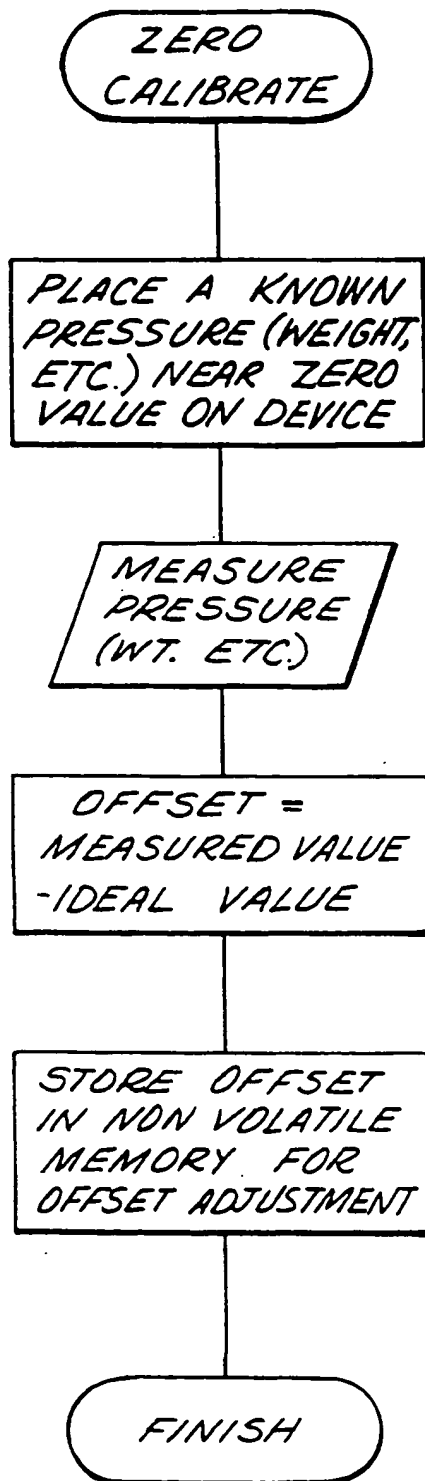 ZERO
CALIBRATE
PLACE A KNOWN
PRESSURE (WEIGHT,
ETC.) NEAR ZERO
VALUE ON DEVICE
MEASURE
PRESSURE
(WT. ETC.)
OFFSET =
MEASURED VALUE
-IDEAL VALUE
STORE OFFSET
IN NON VOLATILE
MEMORY FOR
OFFSET ADJUSTMENT
FINISH